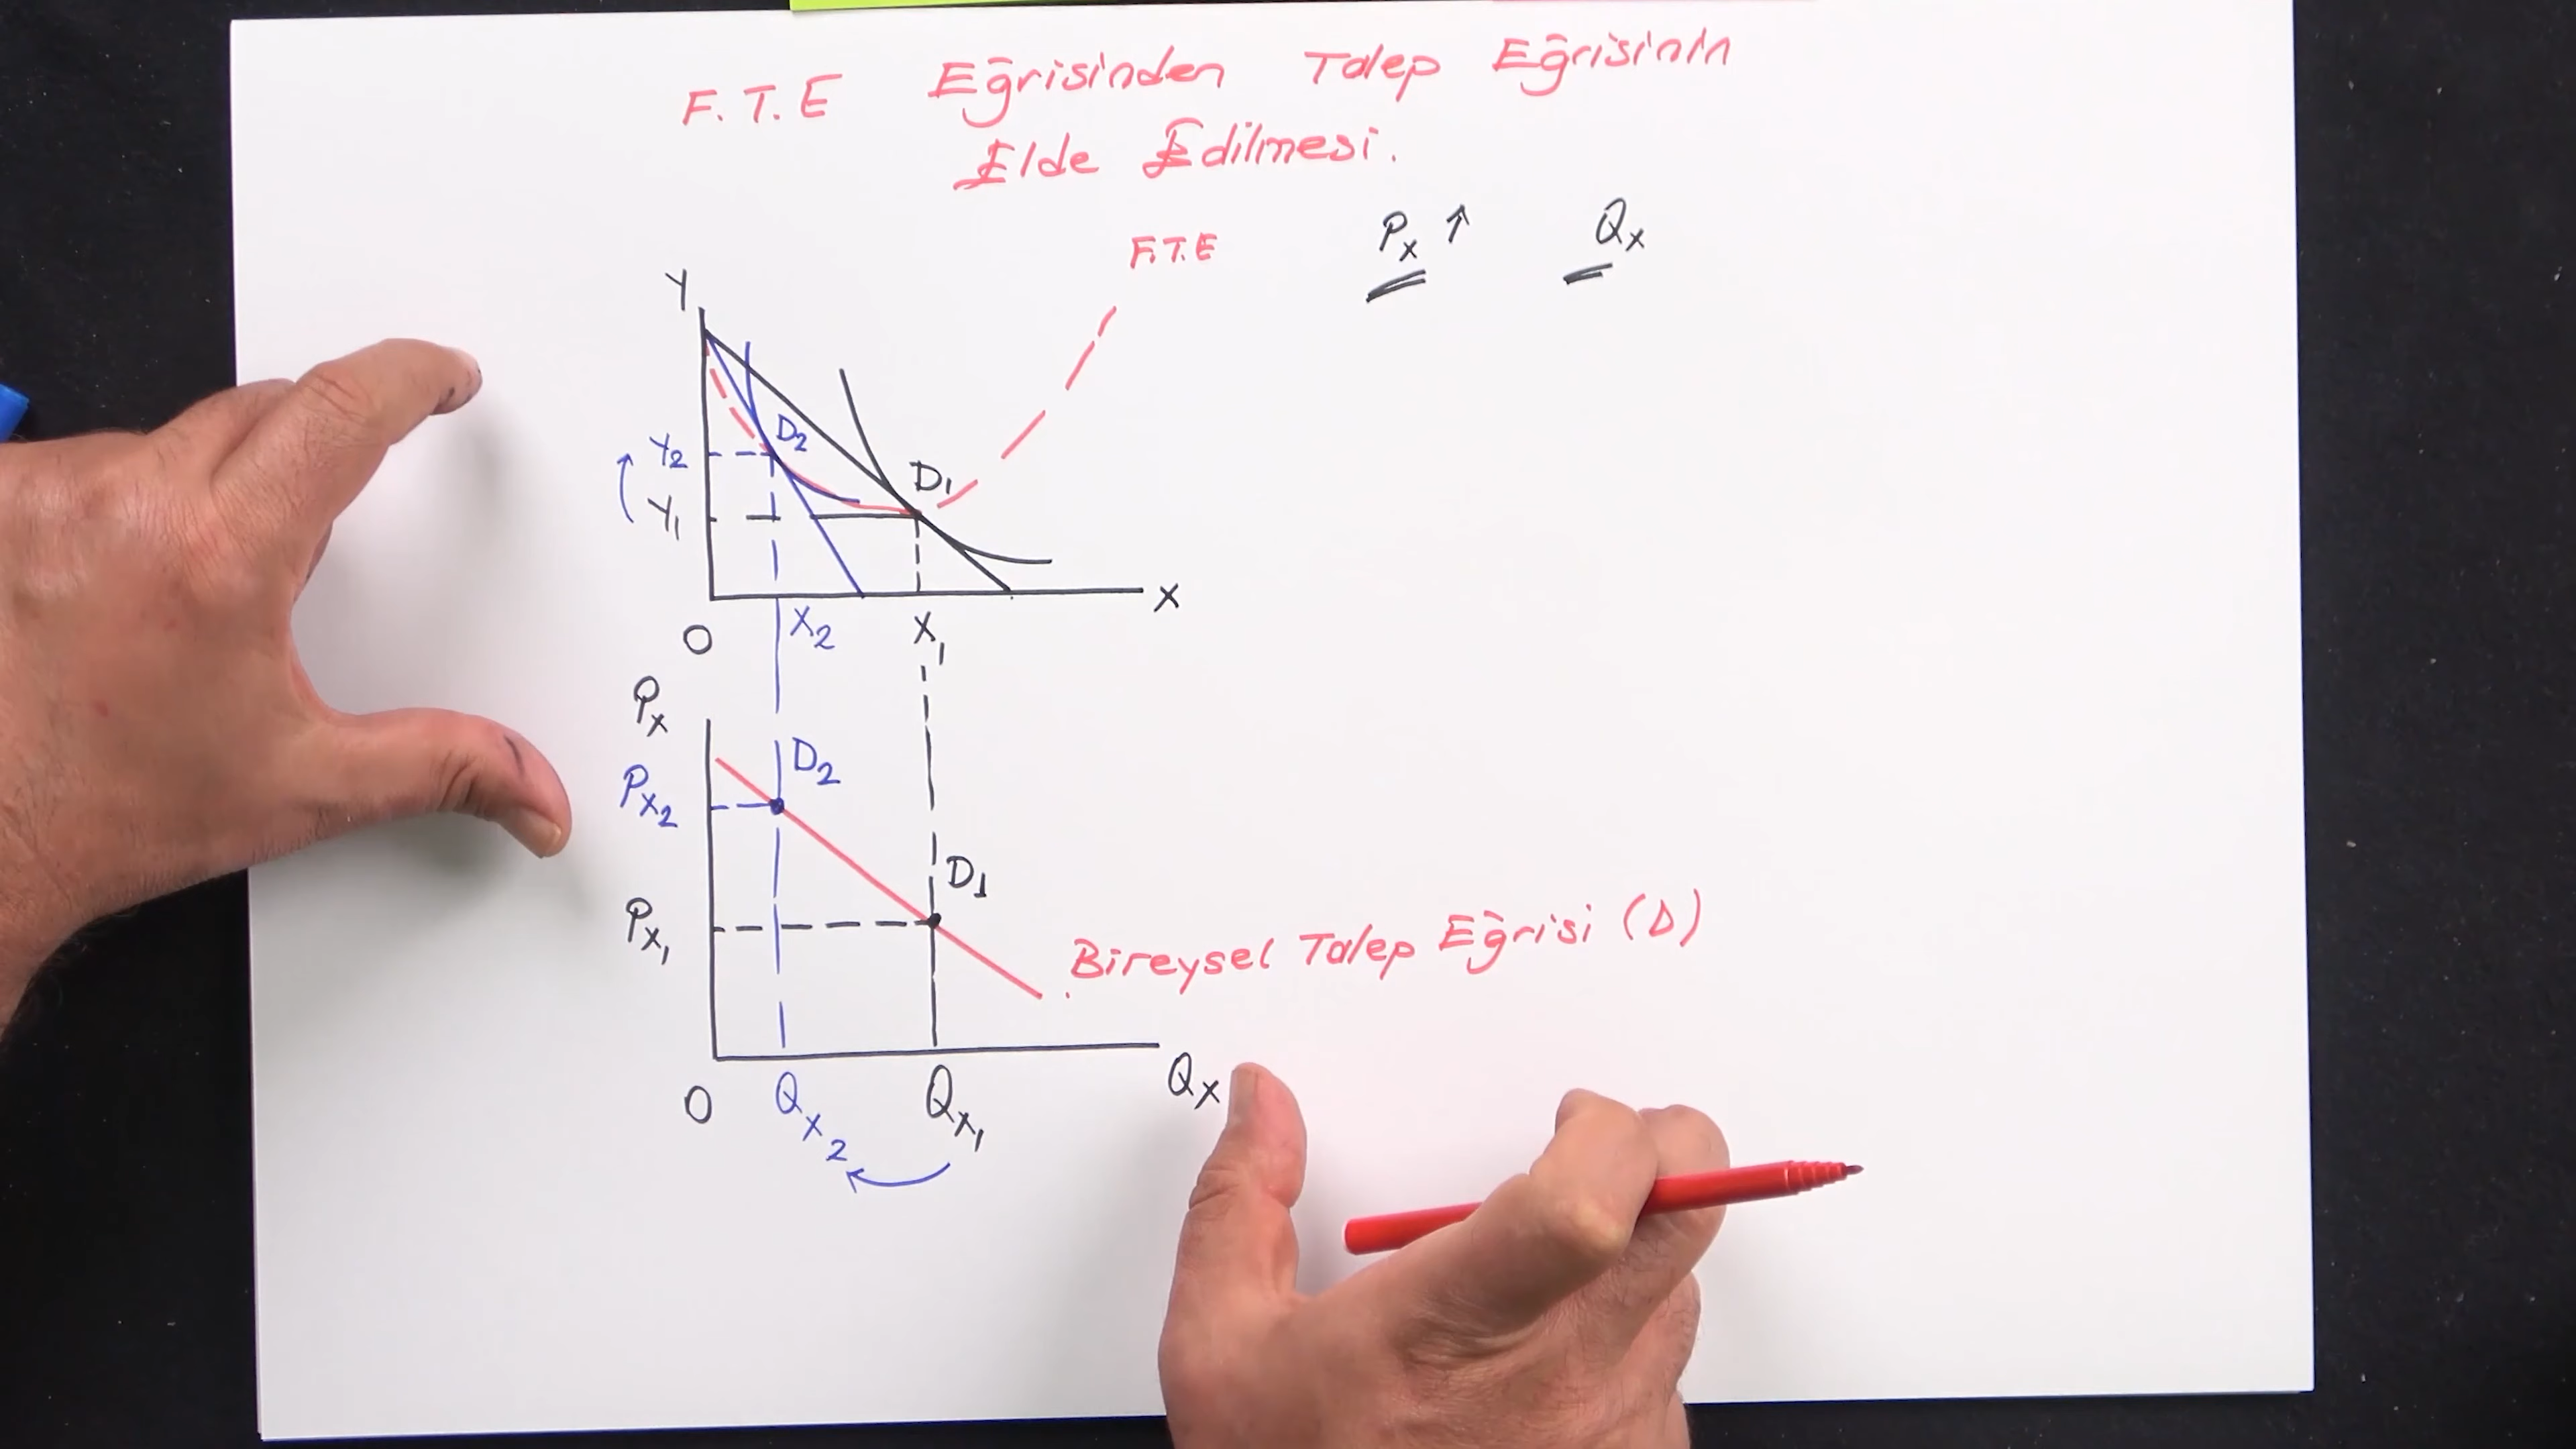 F.T.E Eğrisinden Talep Eğrisinin
Elde Edilmesi.
Px ↑ Qx
F.T.E
Y
D2
Y2
D1
Y1
X
O
X2
X1
Px
D2
Px2
D1
Px1
Bireysel Talep Eğrisi (D)
Qx
O
Qx2
Qx1